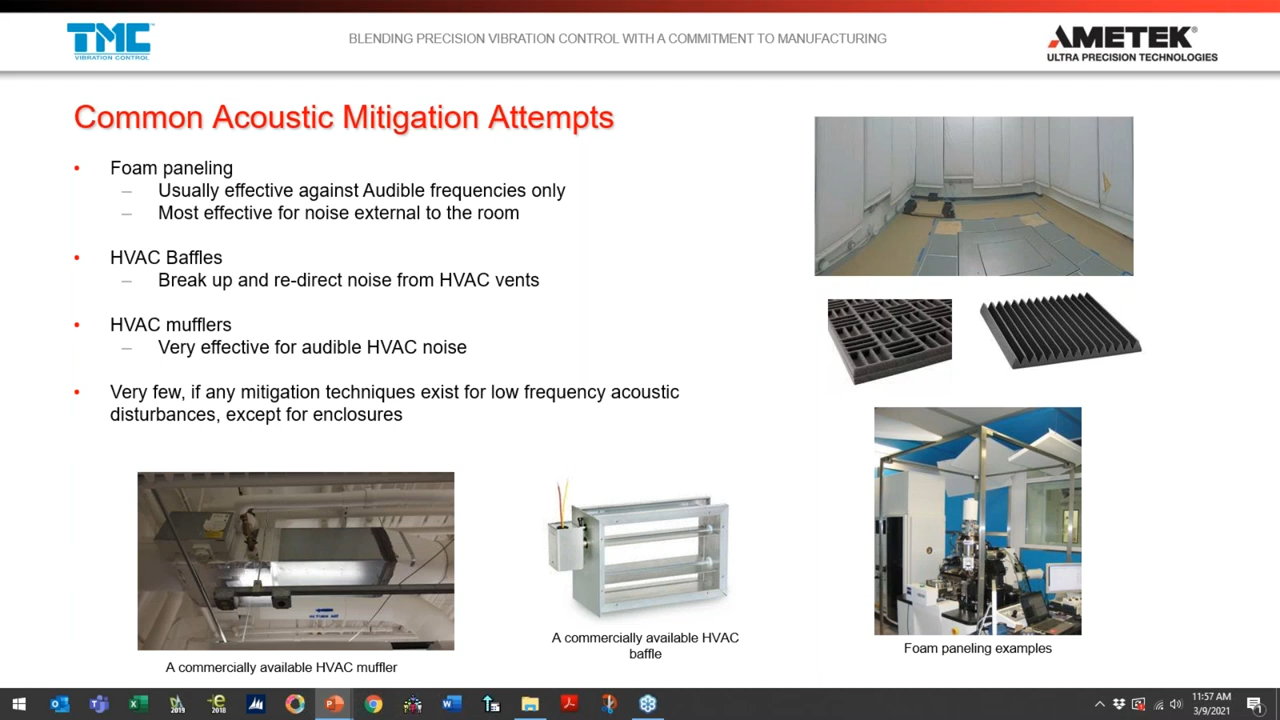 TMC
VIBRATION CONTROL
BLENDING PRECISION VIBRATION CONTROL WITH A COMMITMENT TO MANUFACTURING
AMETEK®
ULTRA PRECISION TECHNOLOGIES
Common Acoustic Mitigation Attempts
• Foam paneling
– Usually effective against Audible frequencies only
– Most effective for noise external to the room
• HVAC Baffles
– Break up and re-direct noise from HVAC vents
• HVAC mufflers
– Very effective for audible HVAC noise
• Very few, if any mitigation techniques exist for low frequency acoustic
disturbances, except for enclosures
A commercially available HVAC muffler
A commercially available HVAC
baffle
Foam paneling examples
2019
2018
11:57 AM
3/9/2021
1